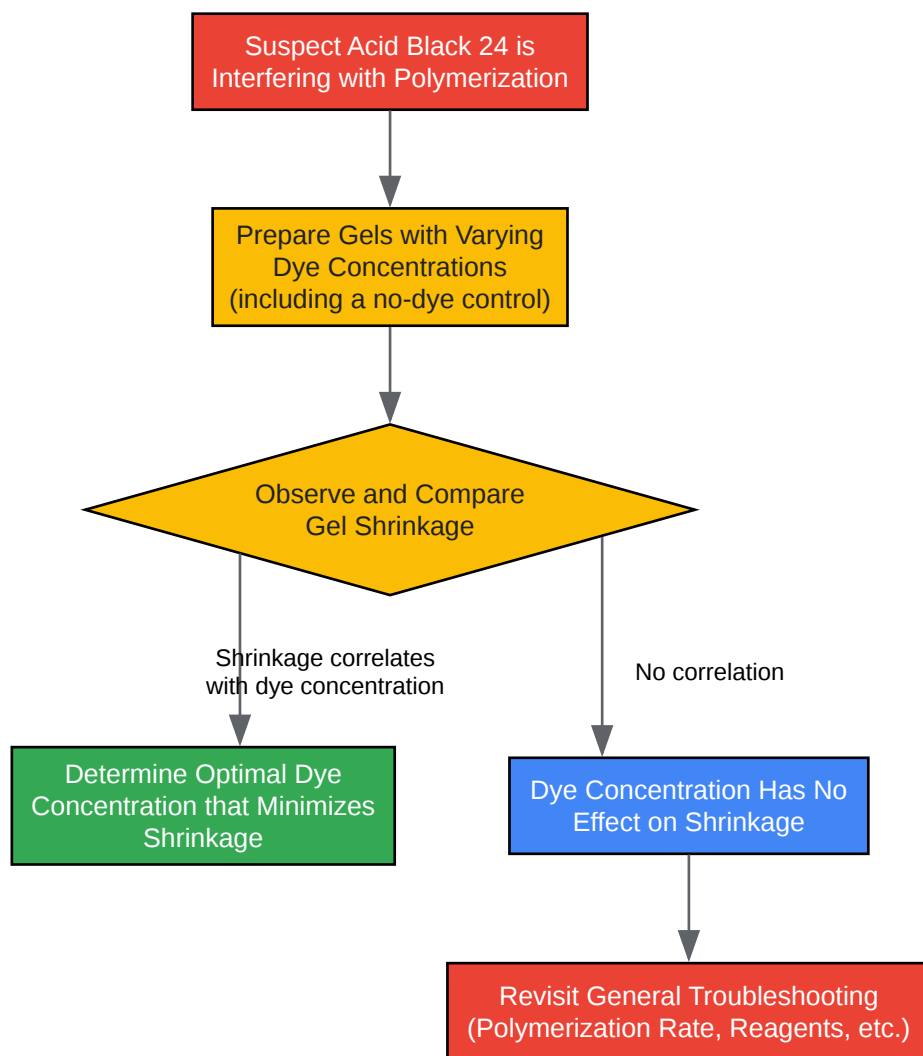 Suspect Acid Black 24 is
Interfering with Polymerization
Prepare Gels with Varying
Dye Concentrations
(including a no-dye control)
Observe and Compare
Gel Shrinkage
Shrinkage correlates
with dye concentration
No correlation
Determine Optimal Dye
Concentration that Minimizes
Shrinkage
Dye Concentration Has No
Effect on Shrinkage
Revisit General Troubleshooting
(Polymerization Rate, Reagents, etc.)